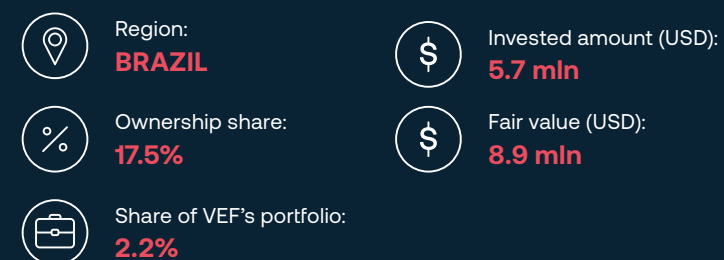 Region:
BRAZIL
Invested amount (USD):
5.7 mln
Ownership share:
17.5%
Fair value (USD):
8.9 mln
Share of VEF's portfolio:
2.2%